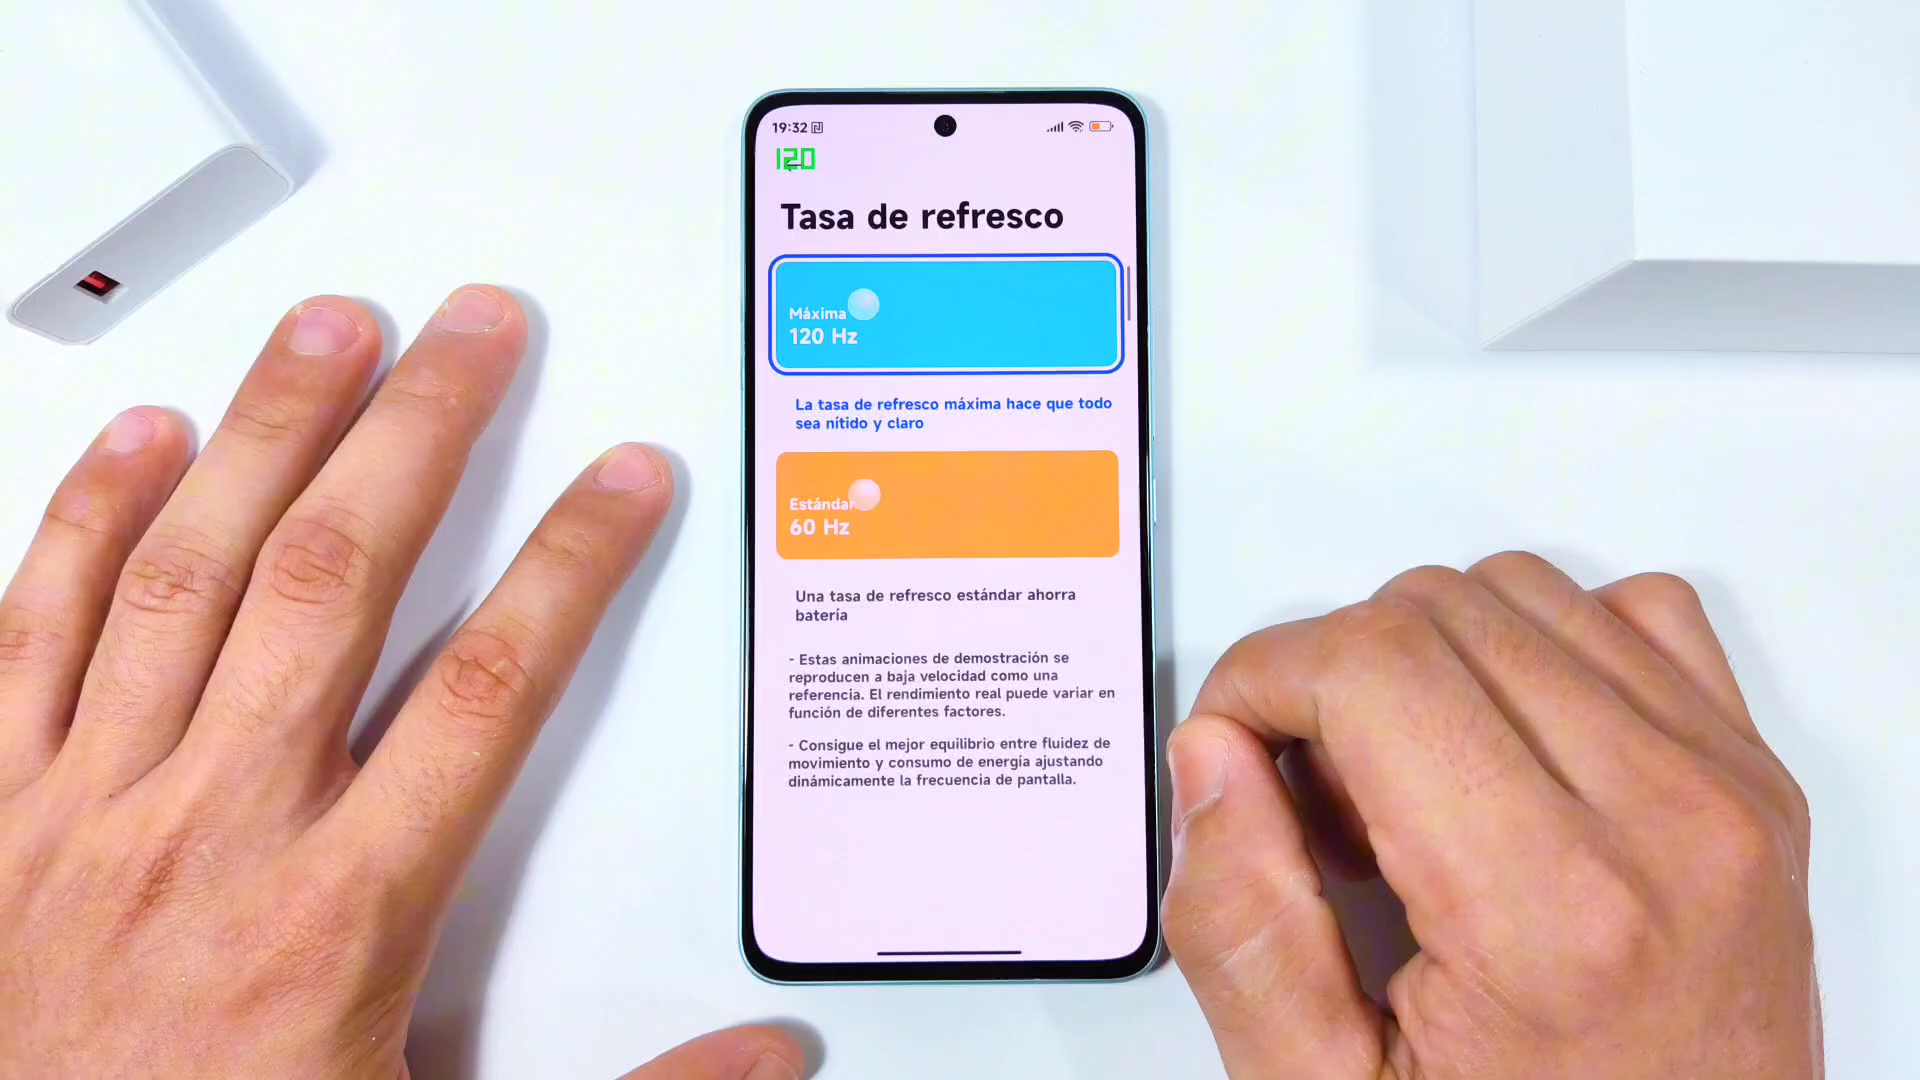 19:32
120
Tasa de refresco
Máxima
120 Hz
La tasa de refresco máxima hace que todo
sea nítido y claro
Estándar
60 Hz
Una tasa de refresco estándar ahorra
batería
- Estas animaciones de demostración se
reproducen a baja velocidad como una
referencia. El rendimiento real puede variar en
función de diferentes factores.
- Consigue el mejor equilibrio entre fluidez de
movimiento y consumo de energía ajustando
dinámicamente la frecuencia de pantalla.